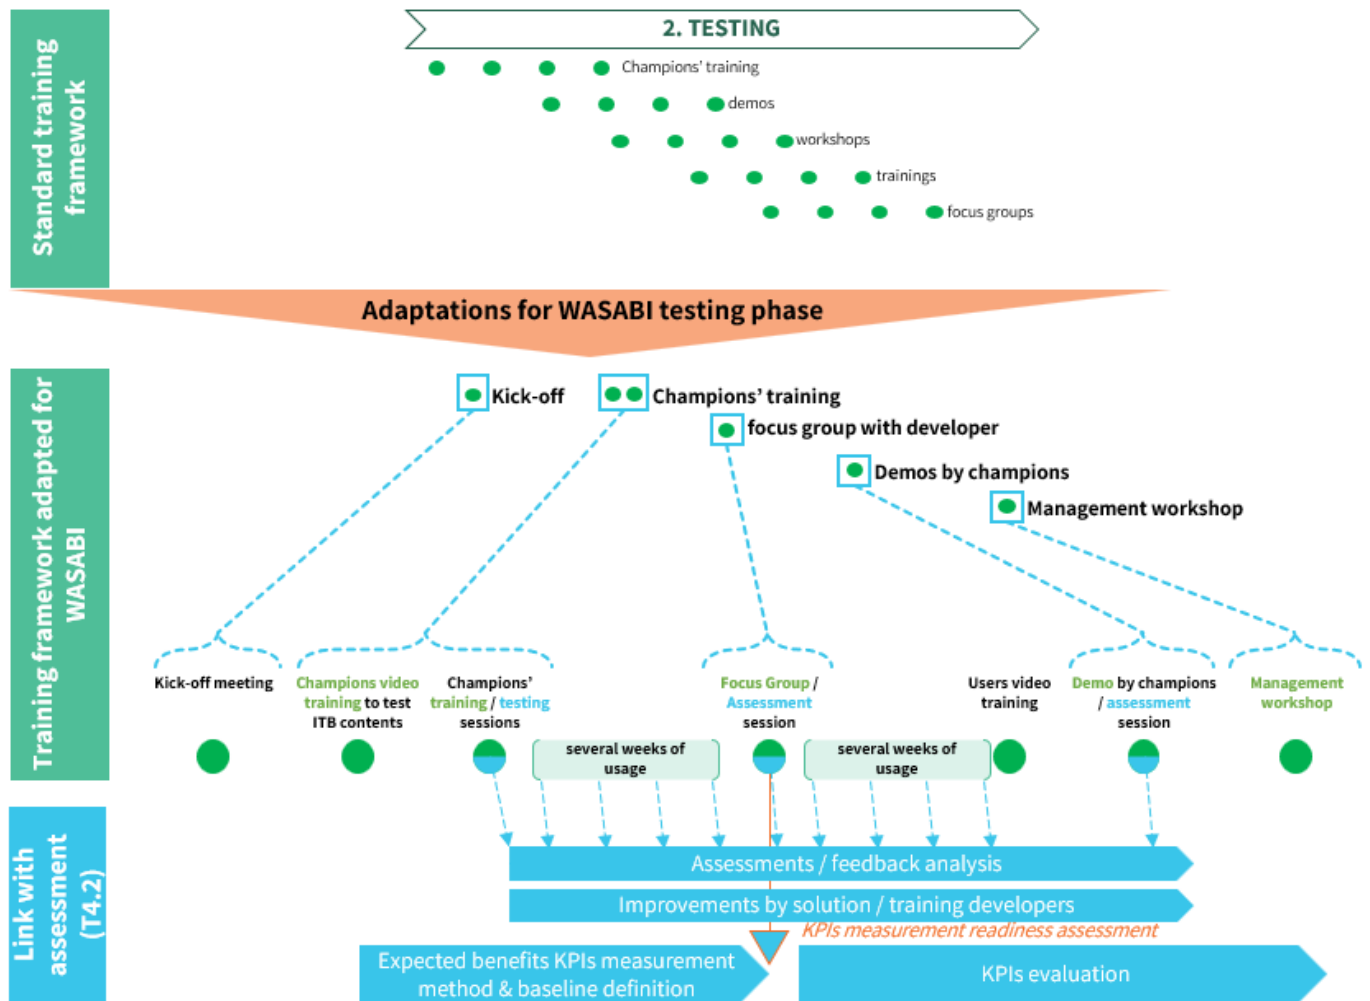 Standard training
framework
2. TESTING
Champions’ training
demos
workshops
trainings
focus groups
Adaptations for WASABI testing phase
Training framework adapted for
WASABI
Kick-off
Champions’ training
focus group with developer
Demos by champions
Management workshop
Kick-off meeting
Champions video
training to test
ITB contents
Champions’
training / testing
sessions
several weeks of
usage
Focus Group /
Assessment
session
several weeks of
usage
Users video
training
Demo by champions
/ assessment
session
Management
workshop
Link with
assessment
(T4.2)
Assessments / feedback analysis
Improvements by solution / training developers
KPIs measurement readiness assessment
Expected benefits KPIs measurement
method & baseline definition
KPIs evaluation